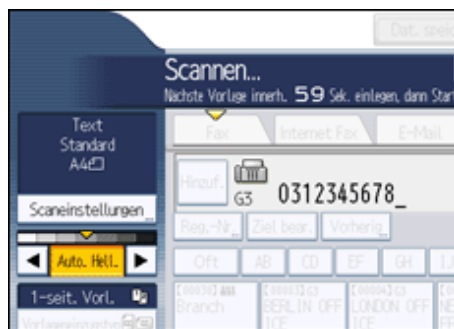 Dat. speic
Scannen...
Nächste Vorlage innerh. 59 Sek. einlegen, dann Start
Text
Standard
A4
Scaneinstellungen
Auto. Hell.
1-seit. Vorl.
Fax
Internet Fax
E-Mail
Hinzuf.
G3
0312345678_
Reg.-Nr.
Ziel bear.
Vorherig.
Oft
AB
CD
EF
GH
Branch
BERLIN OFF
ICE
LONDON OFF
ICE